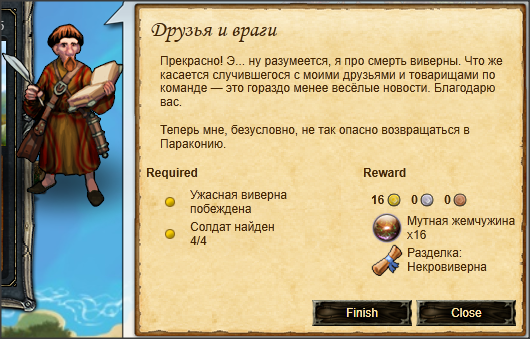 Друзья и враги
Прекрасно! Э... ну разумеется, я про смерть виверны. Что же
касается случившегося с моими друзьями и товарищами по
команде — это гораздо менее весёлые новости. Благодарю
вас.
Теперь мне, безусловно, не так опасно возвращаться в
Параконию.
Required
Ужасная виверна
побеждена
Солдат найден
4/4
Reward
16 0 0
Мутная жемчужина
x16
Разделка:
Некровиверна
Finish Close